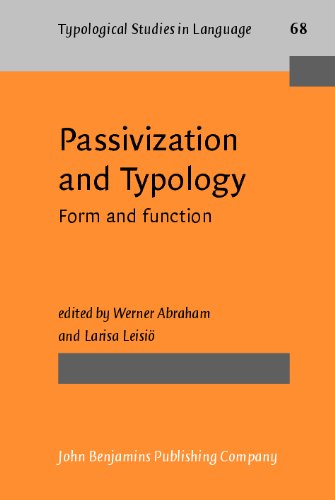 Typological Studies in Language 68
Passivization
and Typology
Form and function
edited by Werner Abraham
and Larisa Leisiö
John Benjamins Publishing Company